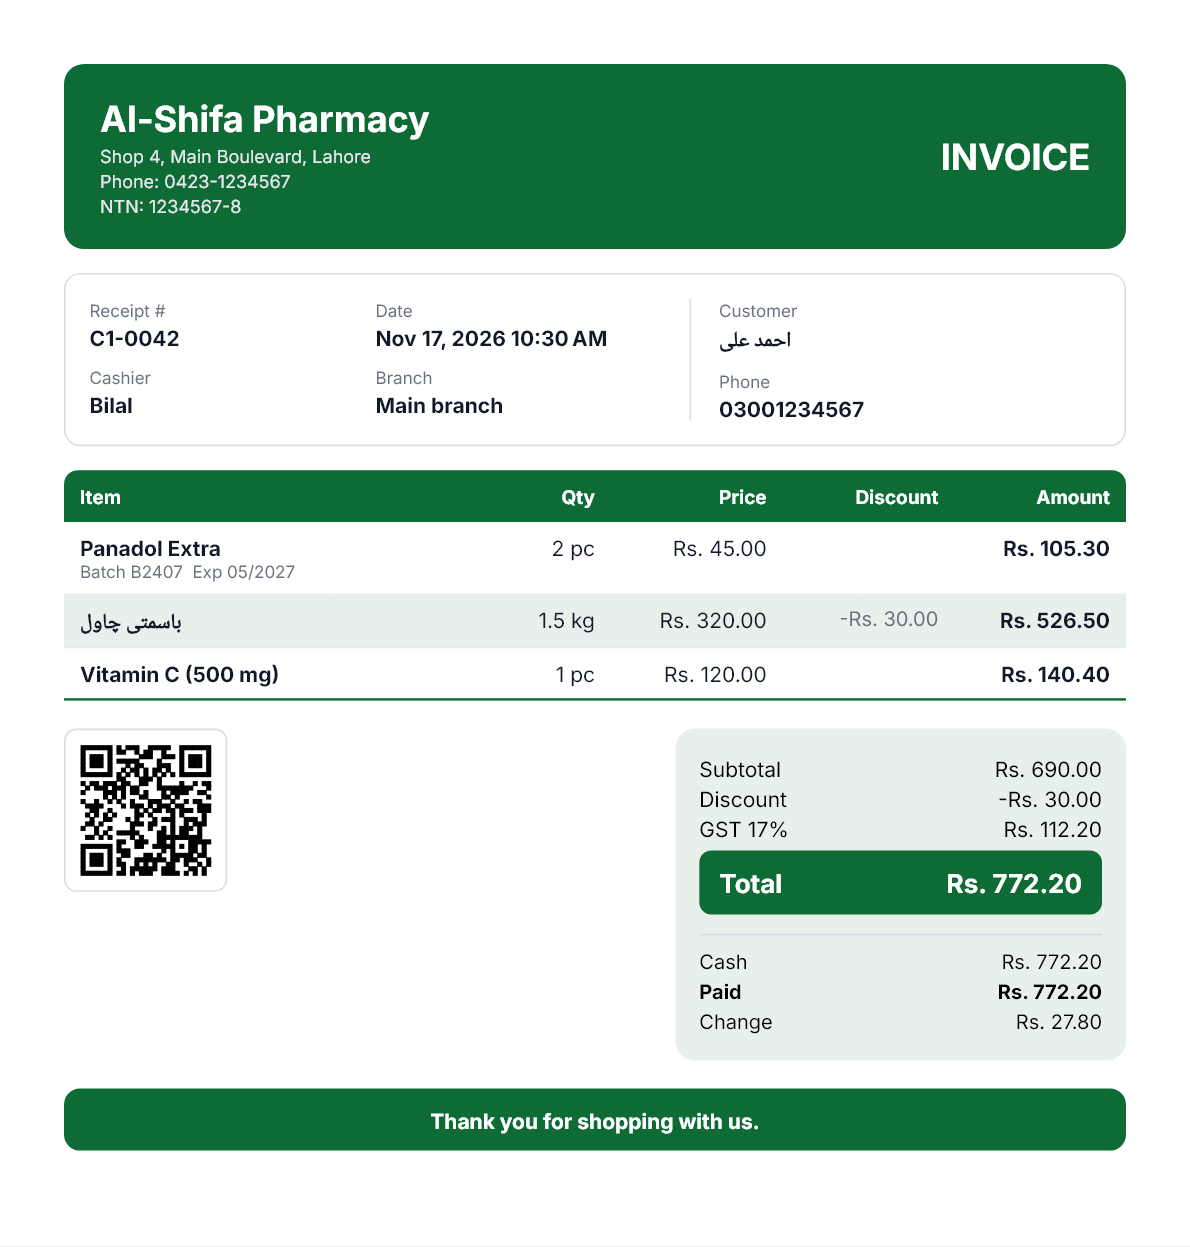 Al-Shifa Pharmacy
Shop 4, Main Boulevard, Lahore
Phone: 0423-1234567
NTN: 1234567-8
INVOICE
Receipt #
C1-0042
Date
Nov 17, 2026 10:30 AM
Cashier
Bilal
Branch
Main branch
Customer
احمد علی
Phone
03001234567
Item Qty Price Discount Amount
Panadol Extra 2 pc Rs. 45.00 Rs. 105.30
Batch B2407 Exp 05/2027
باسمتی چاول 1.5 kg Rs. 320.00 -Rs. 30.00 Rs. 526.50
Vitamin C (500 mg) 1 pc Rs. 120.00 Rs. 140.40
Subtotal Rs. 690.00
Discount -Rs. 30.00
GST 17% Rs. 112.20
Total Rs. 772.20
Cash Rs. 772.20
Paid Rs. 772.20
Change Rs. 27.80
Thank you for shopping with us.